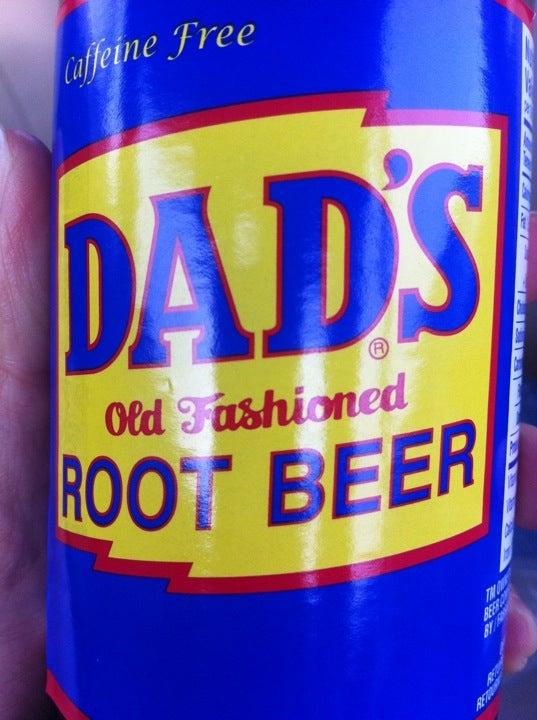 Caffeine Free
DAD'S®
Old Fashioned
ROOT BEER